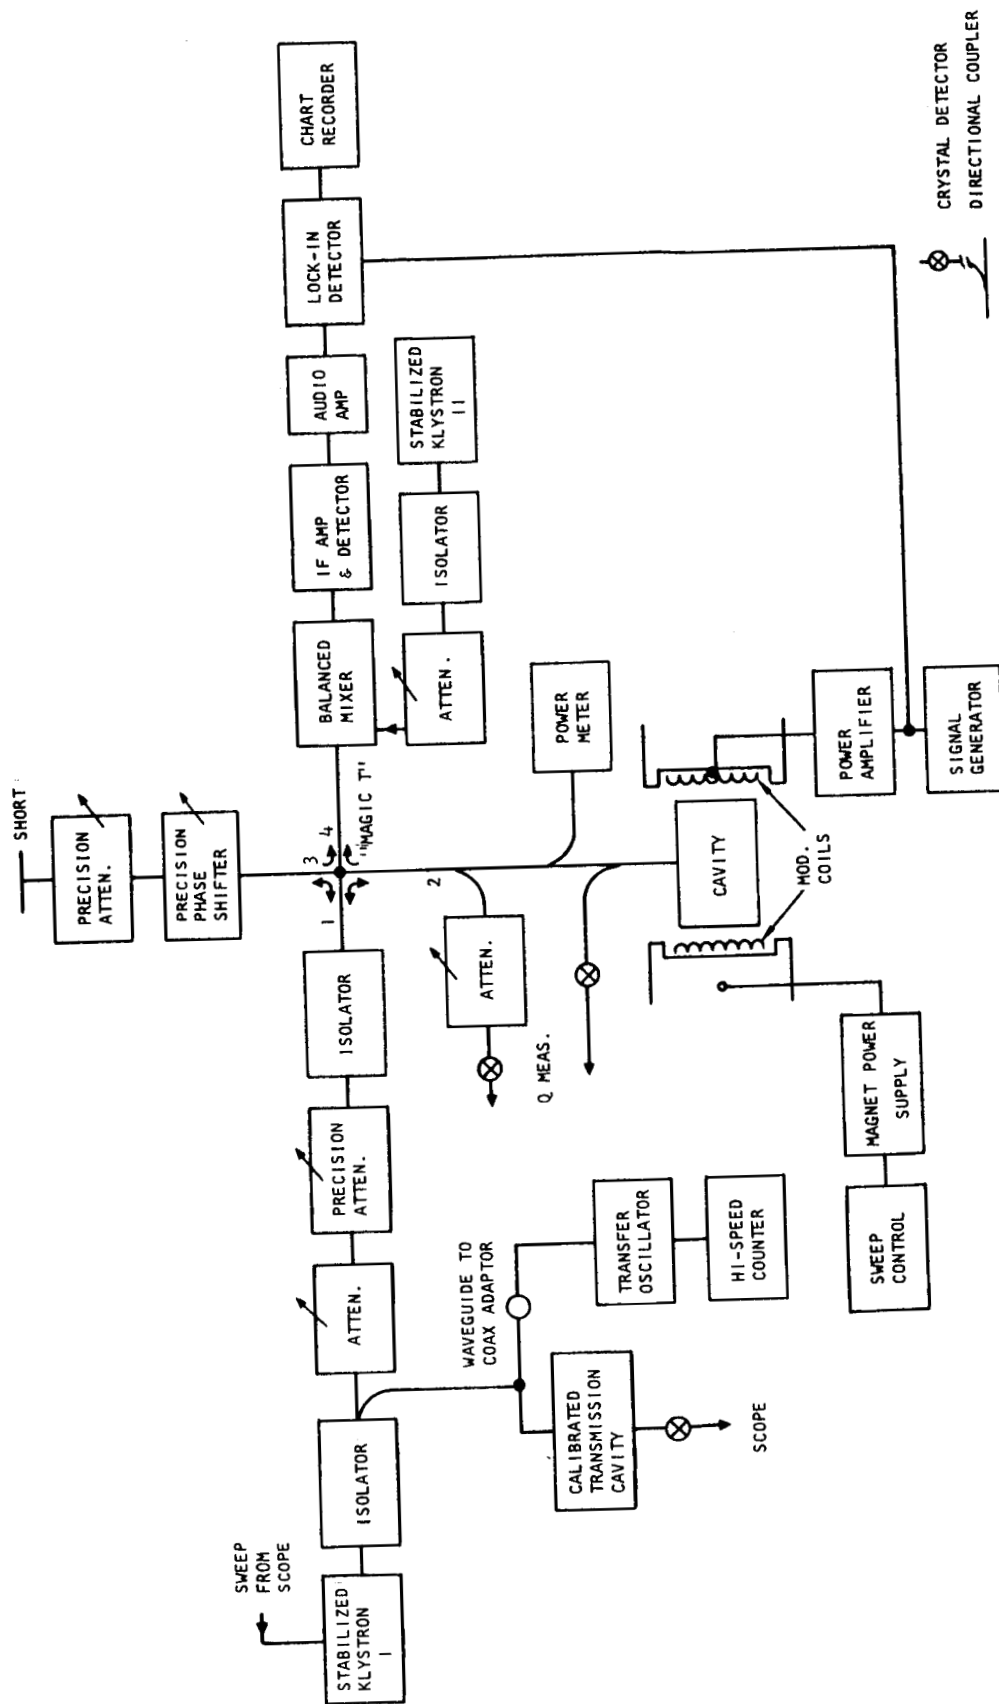 SWEEP
FROM
SCOPE
STABILIZED
KLYSTRON
I
ISOLATOR
ATTEN.
PRECISION
ATTEN.
ISOLATOR
1
3
4
2
"MAGIC T"
SHORT
PRECISION
ATTEN.
PRECISION
PHASE
SHIFTER
BALANCED
MIXER
IF AMP
& DETECTOR
AUDIO
AMP
LOCK-IN
DETECTOR
CHART
RECORDER
ATTEN.
ISOLATOR
STABILIZED
KLYSTRON
II
WAVEGUIDE TO
COAX ADAPTOR
CALIBRATED
TRANSMISSION
CAVITY
SCOPE
TRANSFER
OSCILLATOR
HI-SPEED
COUNTER
ATTEN.
Q MEAS.
POWER
METER
CAVITY
MOD.
COILS
SWEEP
CONTROL
MAGNET POWER
SUPPLY
POWER
AMPLIFIER
SIGNAL
GENERATOR
CRYSTAL DETECTOR
DIRECTIONAL COUPLER